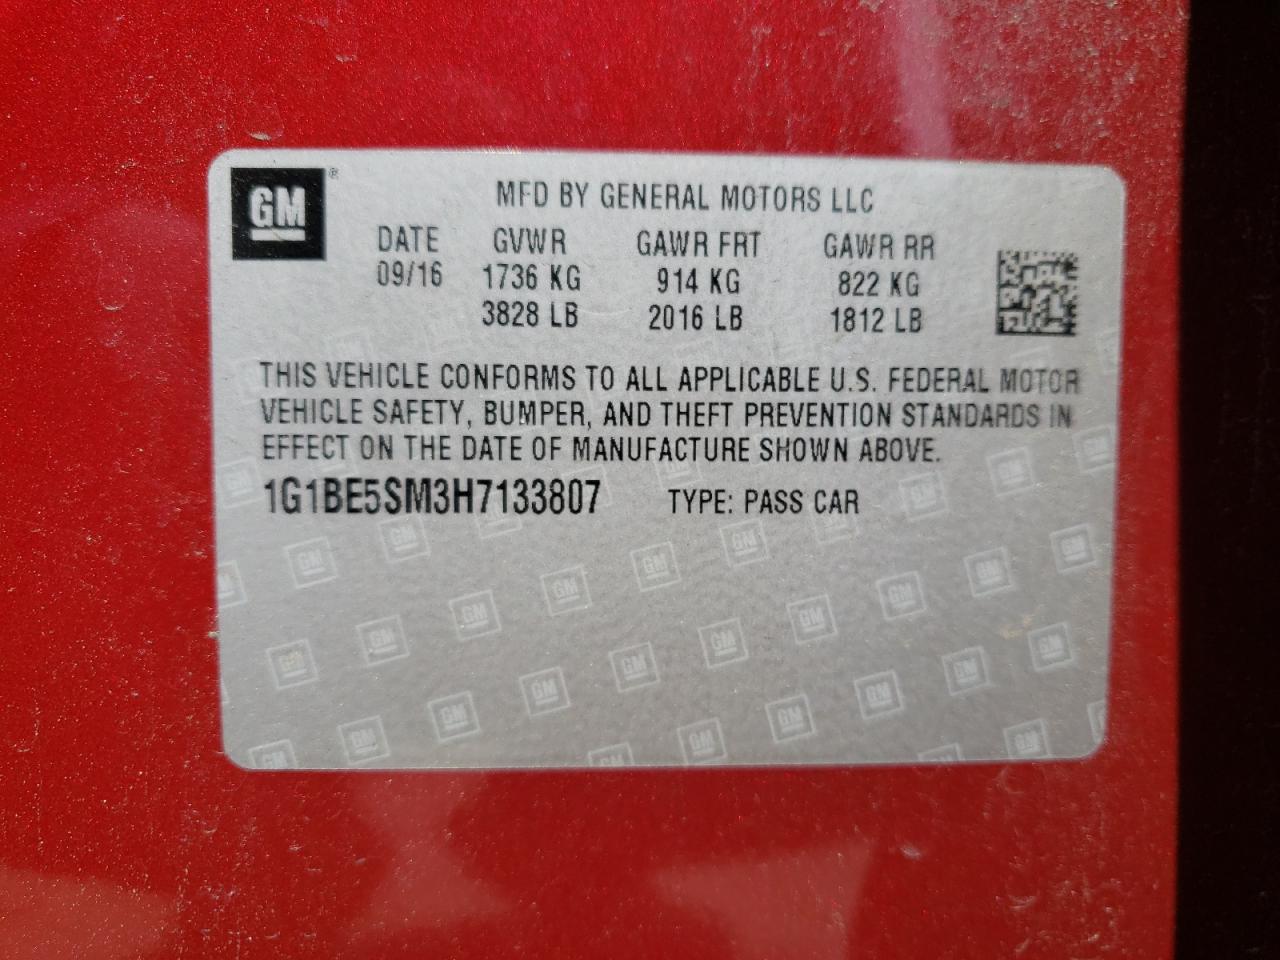 GM ®
MFD BY GENERAL MOTORS LLC
DATE GVWR GAWR FRT GAWR RR
09/16 1736 KG 914 KG 822 KG
3828 LB 2016 LB 1812 LB
THIS VEHICLE CONFORMS TO ALL APPLICABLE U.S. FEDERAL MOTOR
VEHICLE SAFETY, BUMPER, AND THEFT PREVENTION STANDARDS IN
EFFECT ON THE DATE OF MANUFACTURE SHOWN ABOVE.
1G1BE5SM3H7133807 TYPE: PASS CAR